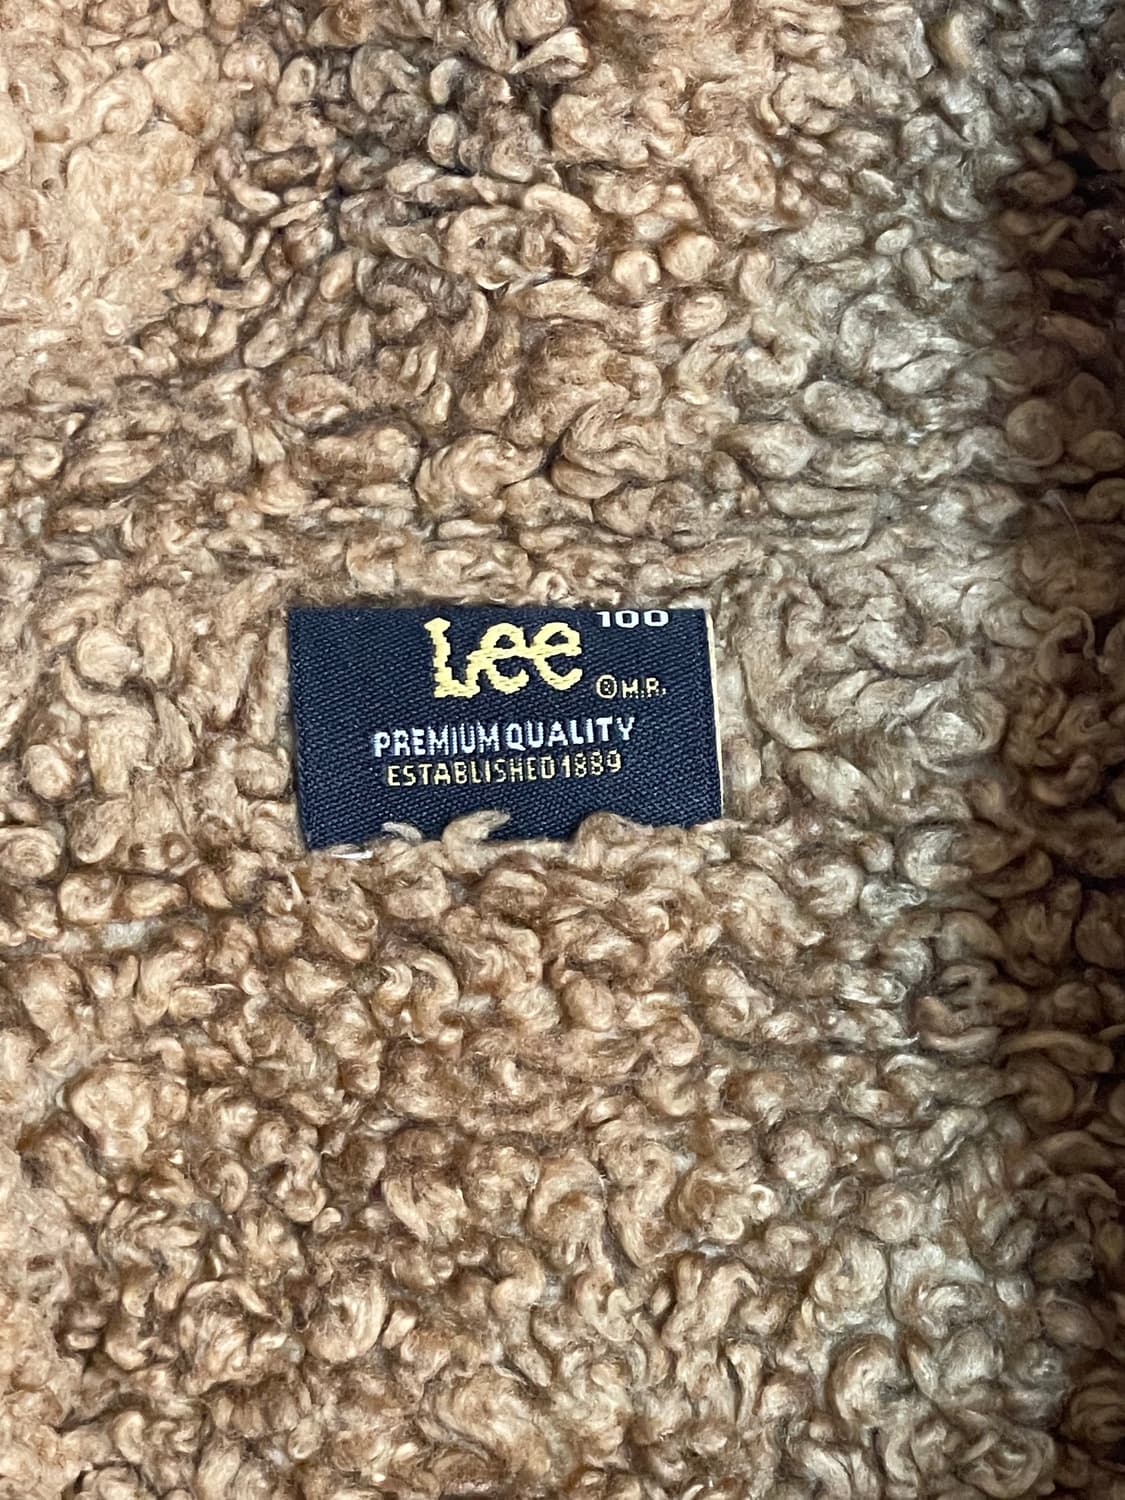 100
Lee
®M.R.
PREMIUM QUALITY
ESTABLISHED 1889